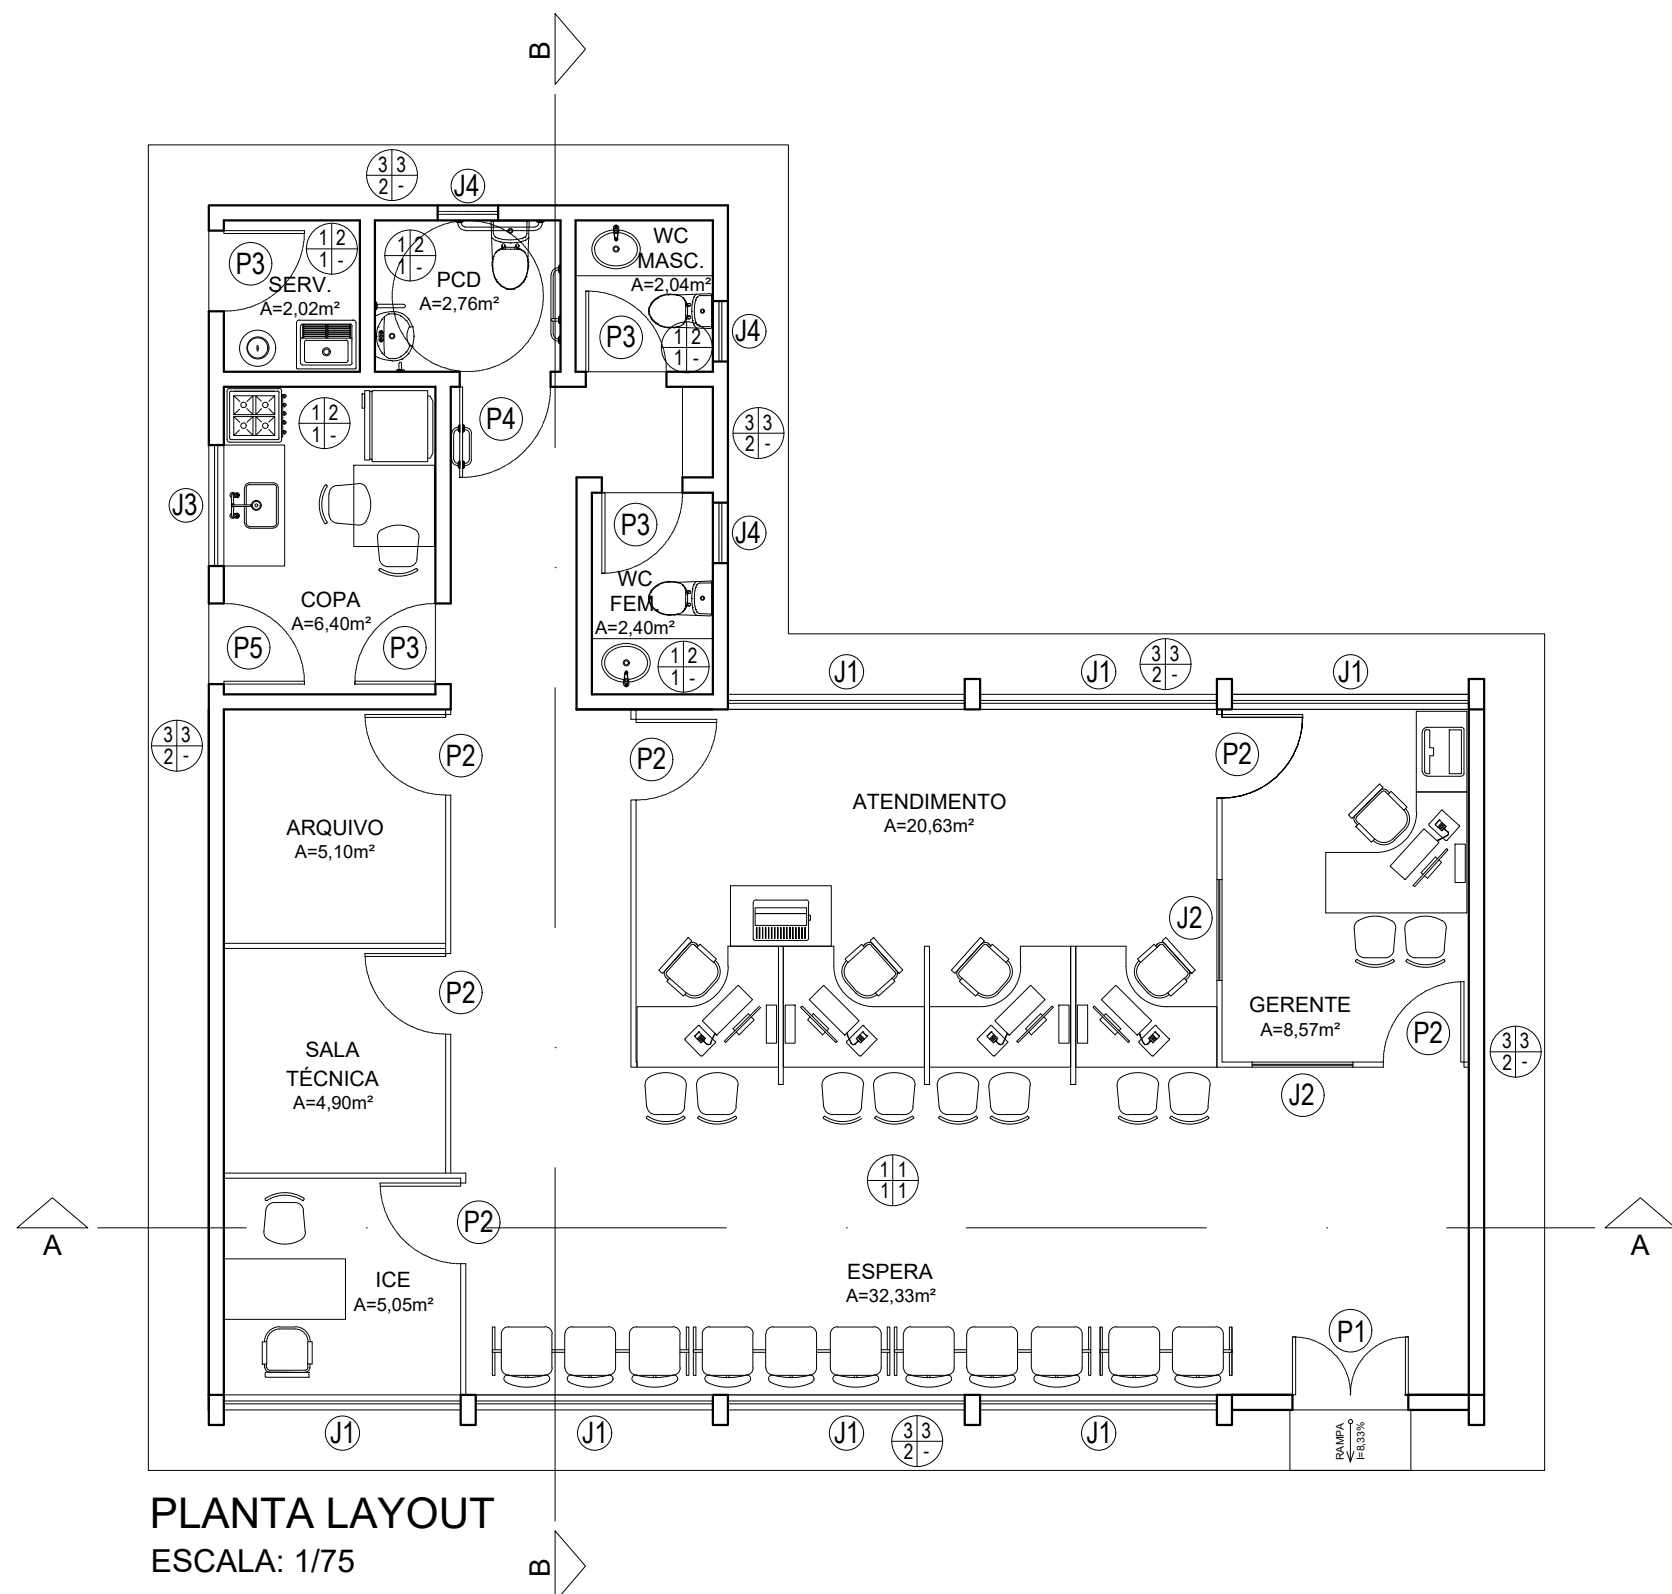 B
3 3
2 -
J4
P3
1 2
1 -
SERV.
A=2,02m²
1 2
1 -
PCD
A=2,76m²
WC
MASC.
A=2,04m²
P3
1 2
1 -
J4
1 2
1 -
P4
3 3
2 -
J3
P3
J4
WC
FEM.
A=2,40m²
1 2
1 -
COPA
A=6,40m²
P5
P3
J1
J1
3 3
2 -
J1
3 3
2 -
P2
P2
P2
ARQUIVO
A=5,10m²
ATENDIMENTO
A=20,63m²
J2
P2
GERENTE
A=8,57m²
P2
3 3
2 -
SALA
TÉCNICA
A=4,90m²
J2
1 1
1 1
P2
A
A
ICE
A=5,05m²
ESPERA
A=32,33m²
P1
J1
J1
J1
3 3
2 -
J1
RAMPA
I=8,33%
PLANTA LAYOUT
ESCALA: 1/75
B